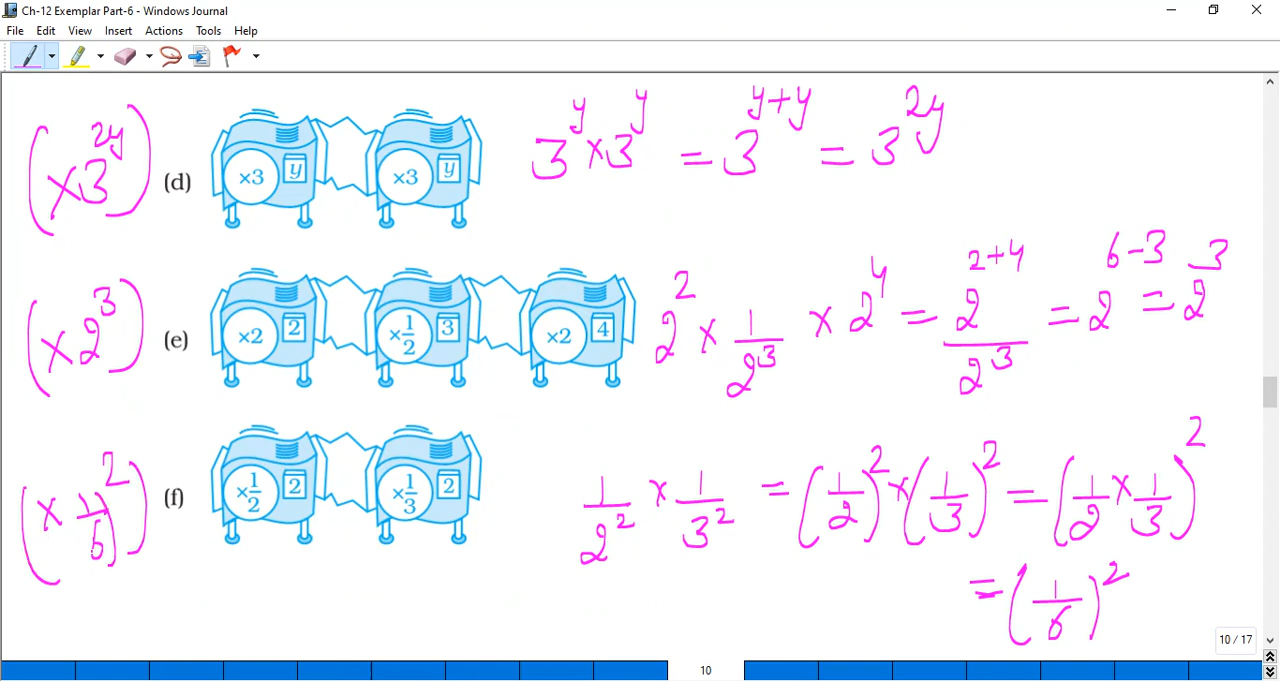 Ch-12 Exemplar Part-6 - Windows Journal
File Edit View Insert Actions Tools Help
(×3^2y) (d) ×3 y ×3 y 3^y × 3^y = 3^y+y = 3^2y
(×2^3) (e) ×2 2 ×1/2 3 ×2 4 2^2 × 1/2^3 × 2^4 = 2^2+4/2^3 = 2^6-3 = 2^3
(×1/6)^2) (f) ×1/2 2 ×1/3 2 1/2^2 × 1/3^2 = (1/2)^2 × (1/3)^2 = (1/2 × 1/3)^2
= (1/6)^2
10 / 17
10